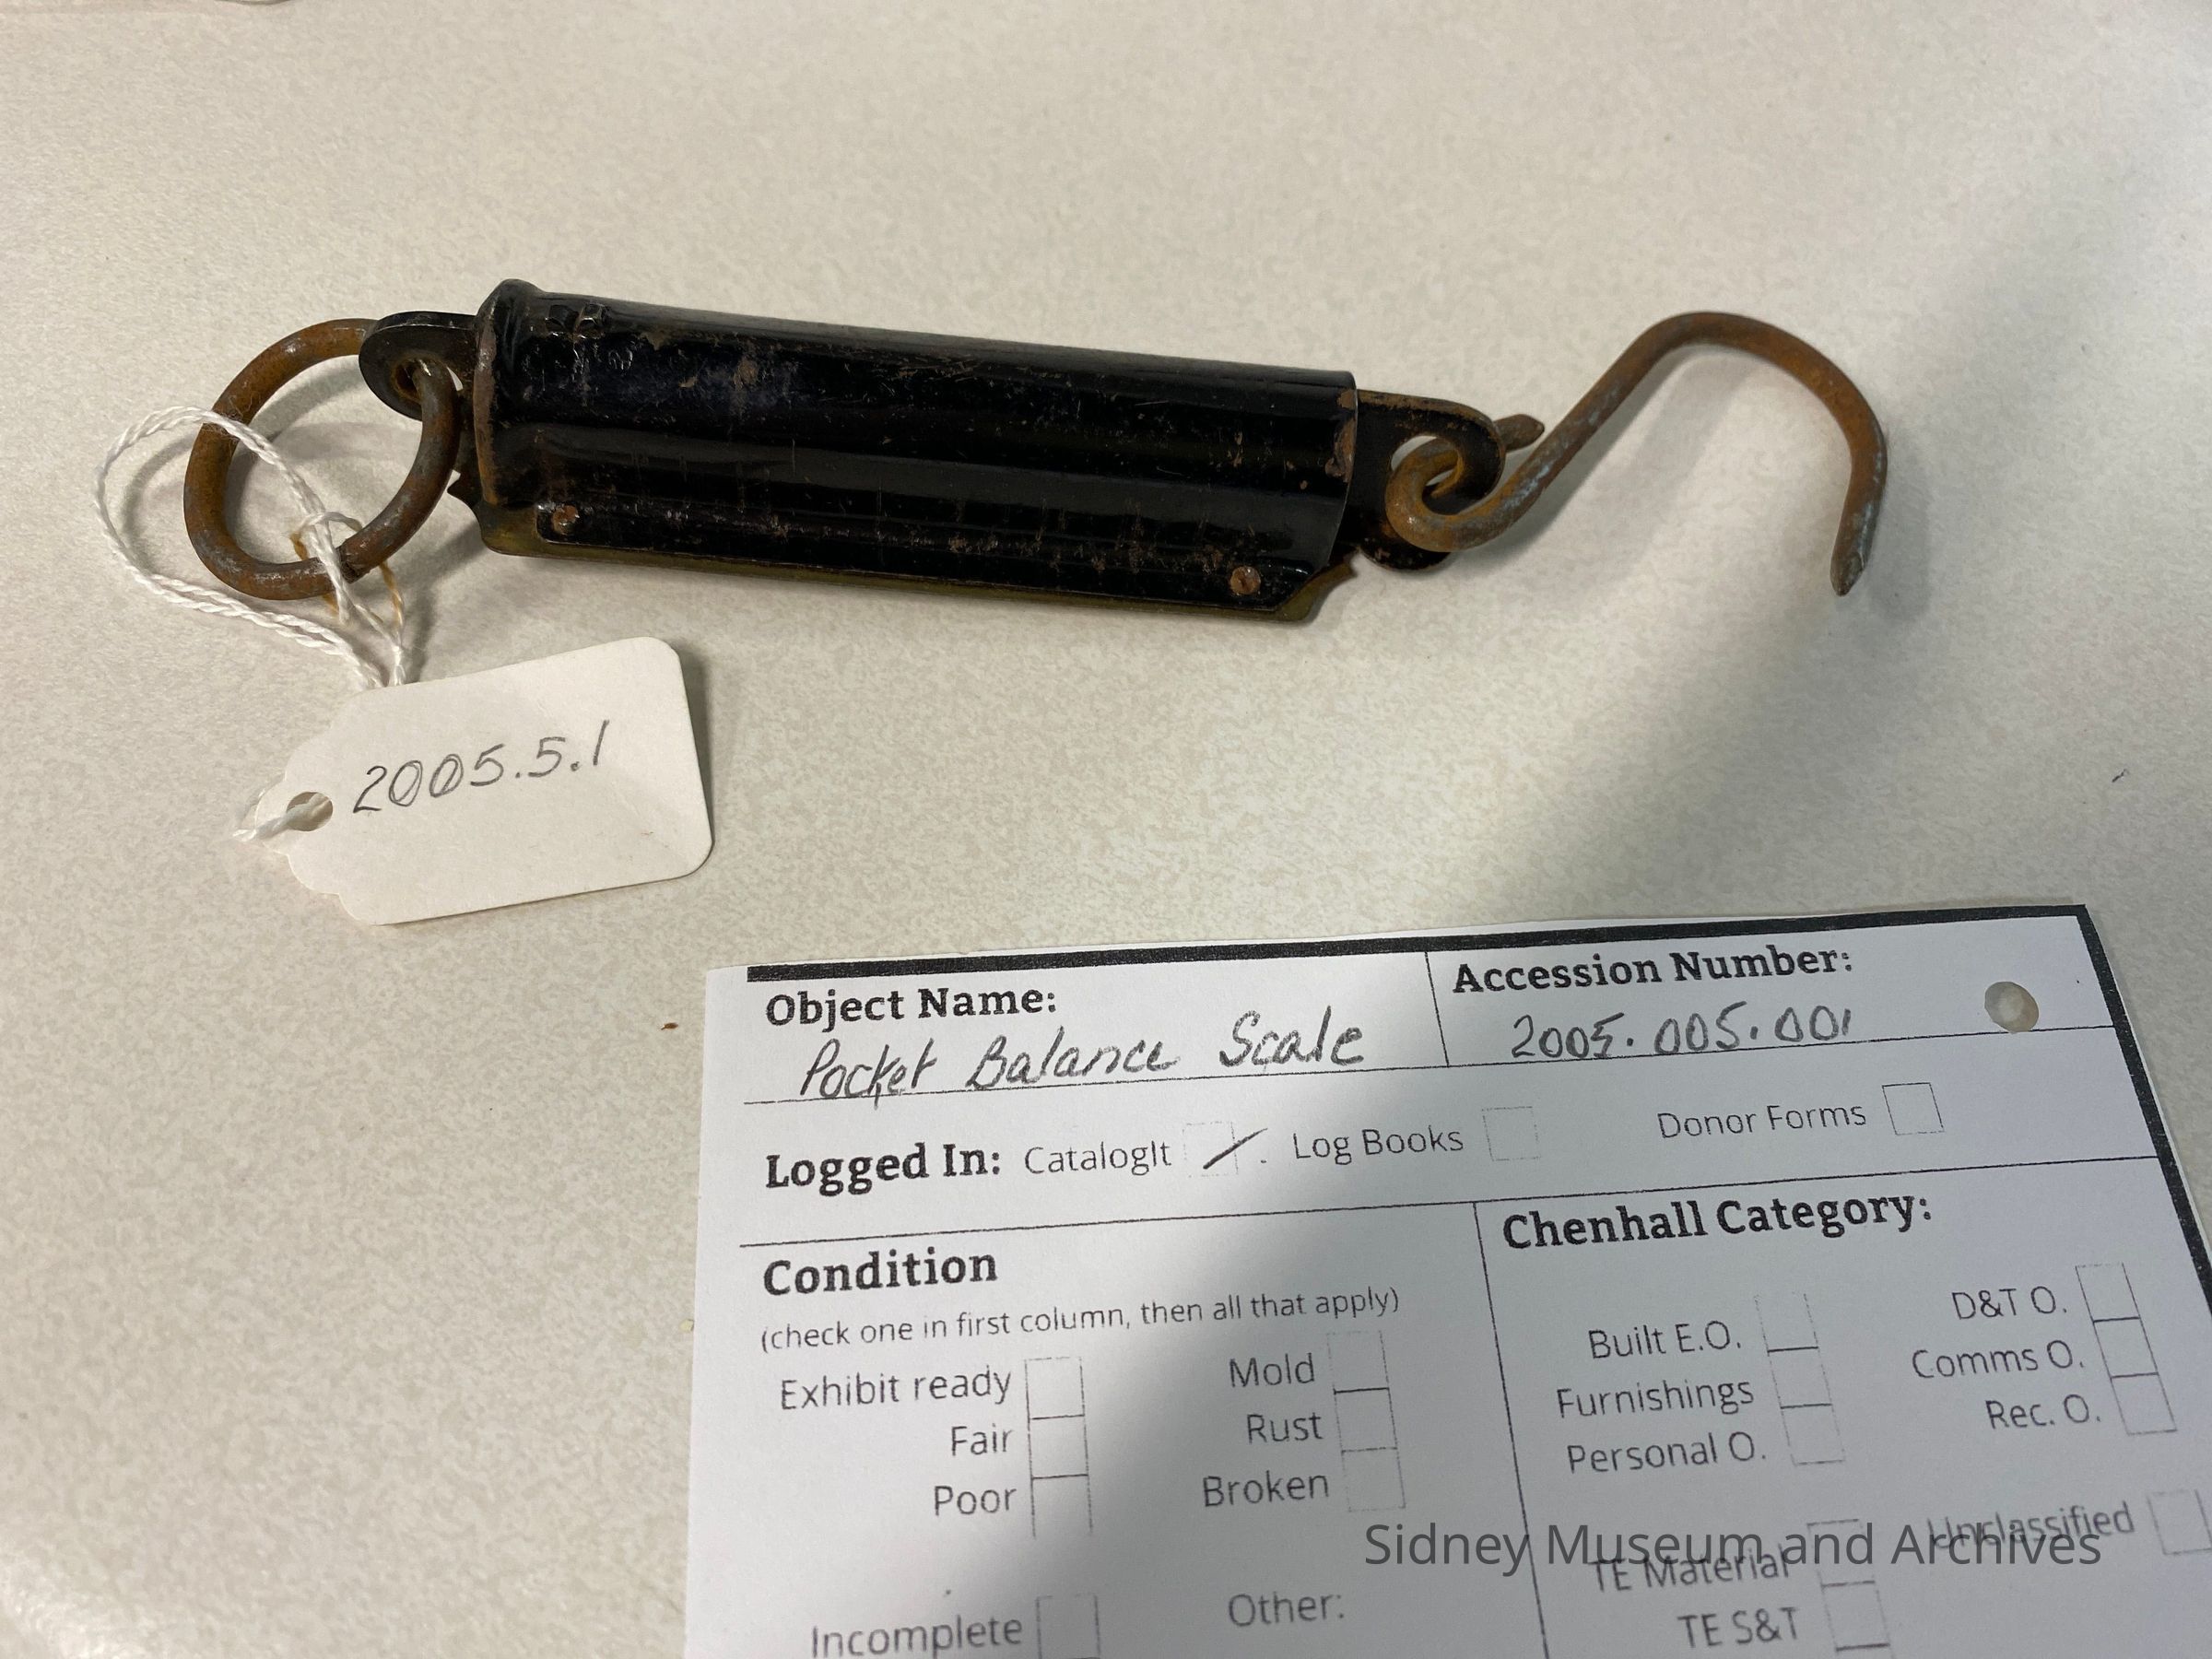 2005.5.1
Object Name:
Pocket Balance Scale
Accession Number:
2005.005.001
Logged In: CatalogIt Log Books Donor Forms
Condition
(check one in first column, then all that apply)
Exhibit ready Mold
Fair Rust
Poor Broken
Incomplete Other:
Chenhall Category:
Built E.O. D&T O.
Furnishings Comms O.
Personal O. Rec. O.
Unclassified
TE Material
TE S&T
Sidney Museum and Archives